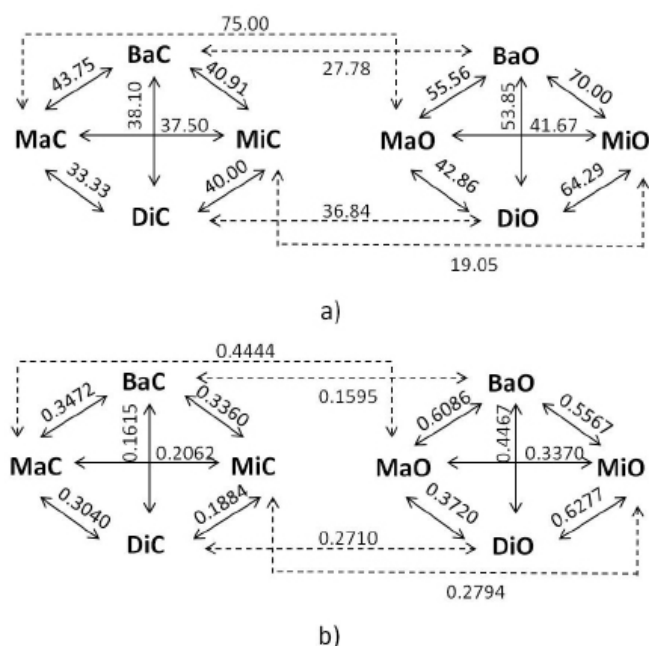 75.00
BaC BaO
27.78
43.75 38.10 40.91 55.56 53.85 70.00
MaC 37.50 MiC MaO 41.67 MiO
33.33 40.00 42.86 64.29
DiC 36.84 DiO
19.05
a)
0.4444
BaC BaO
0.1595
0.3472 0.1615 0.3360 0.6086 0.4467 0.5567
MaC 0.2062 MiC MaO 0.3370 MiO
0.3040 0.1884 0.3720 0.6277
DiC 0.2710 DiO
0.2794
b)